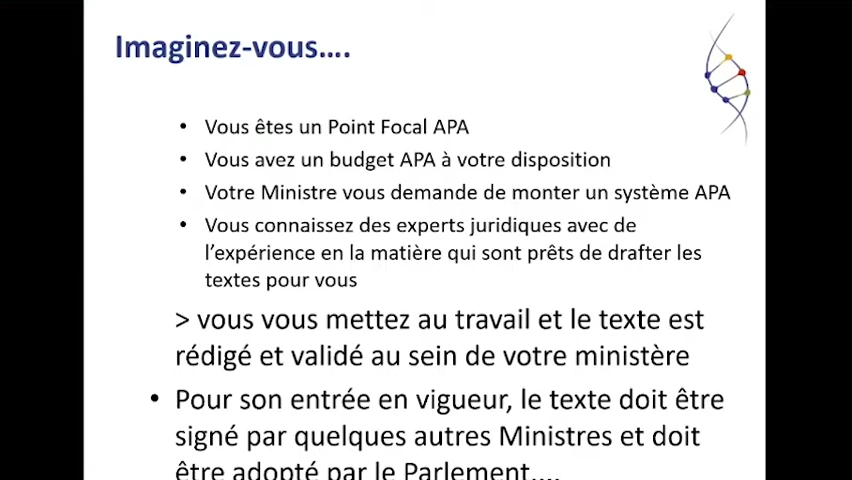 Imaginez-vous….
• Vous êtes un Point Focal APA
• Vous avez un budget APA à votre disposition
• Votre Ministre vous demande de monter un système APA
• Vous connaissez des experts juridiques avec de
l’expérience en la matière qui sont prêts de drafter les
textes pour vous
> vous vous mettez au travail et le texte est
rédigé et validé au sein de votre ministère
• Pour son entrée en vigueur, le texte doit être
signé par quelques autres Ministres et doit
être adopté par le Parlement....